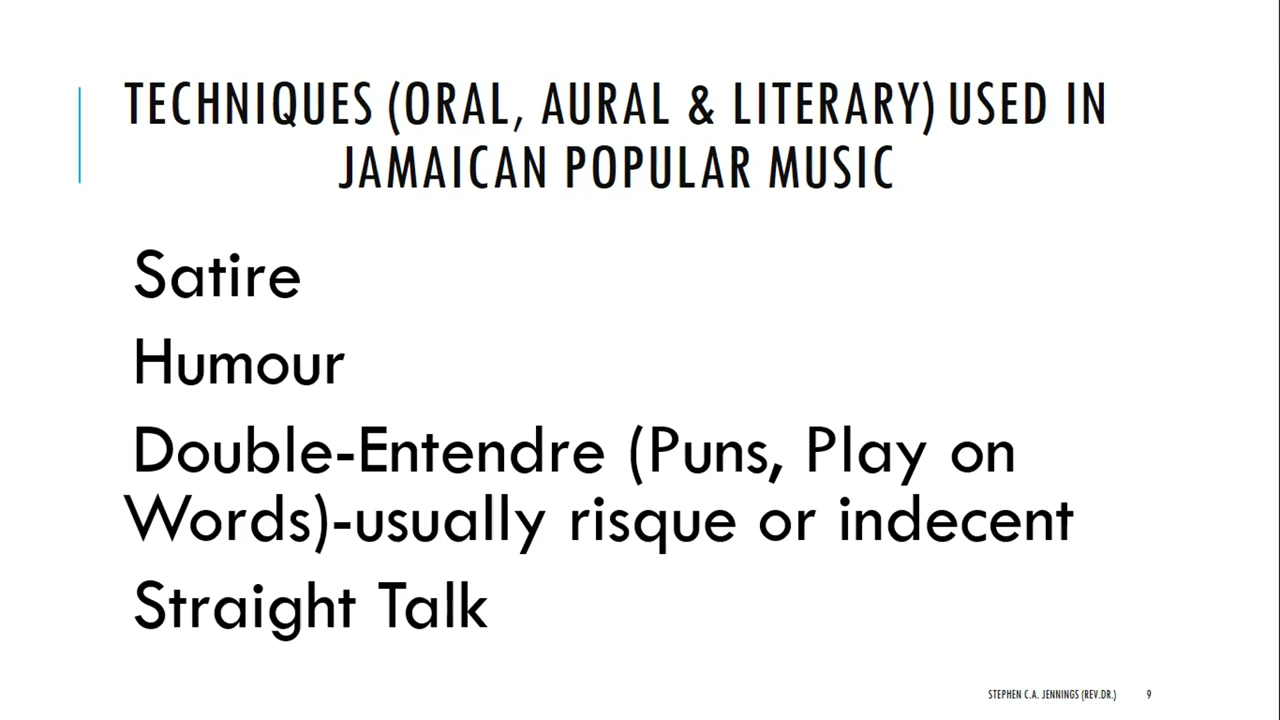 TECHNIQUES (ORAL, AURAL & LITERARY) USED IN
JAMAICAN POPULAR MUSIC
Satire
Humour
Double-Entendre (Puns, Play on
Words)-usually risque or indecent
Straight Talk
STEPHEN C.A. JENNINGS (REV.DR.) 9